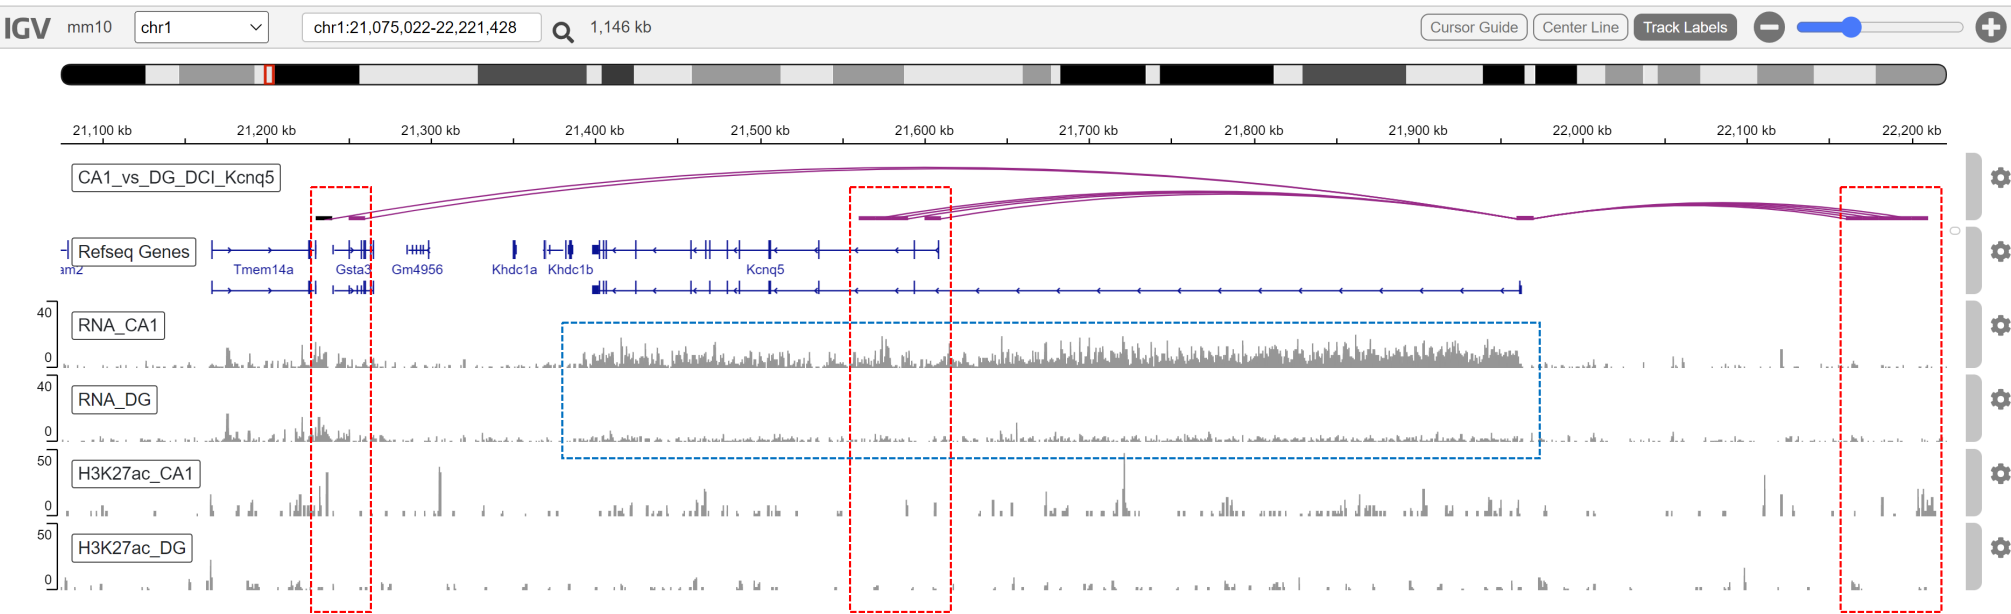 IGV mm10 chr1 chr1:21,075,022-22,221,428 1,146 kb Cursor Guide Center Line Track Labels
21,100 kb 21,200 kb 21,300 kb 21,400 kb 21,500 kb 21,600 kb 21,700 kb 21,800 kb 21,900 kb 22,000 kb 22,100 kb 22,200 kb
CA1_vs_DG_DCI_Kcnq5
Refseq Genes
am2 Tmem14a Gsta3 Gm4956 Khdc1a Khdc1b Kcnq5
40
RNA_CA1
0
40
RNA_DG
0
50
H3K27ac_CA1
0
50
H3K27ac_DG
0